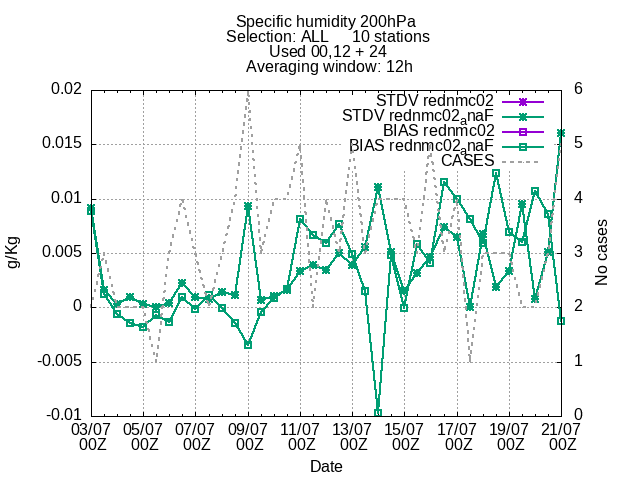 Specific humidity 200hPa
Selection: ALL 10 stations
Used 00,12 + 24
Averaging window: 12h
STDV rednmc02
STDV rednmc02anaF
BIAS rednmc02
BIAS rednmc02anaF
CASES
0.02
0.015
0.01
0.005
0
-0.005
-0.01
g/Kg
6
5
4
3
2
1
0
No cases
03/07 05/07 07/07 09/07 11/07 13/07 15/07 17/07 19/07 21/07
00Z 00Z 00Z 00Z 00Z 00Z 00Z 00Z 00Z 00Z
Date